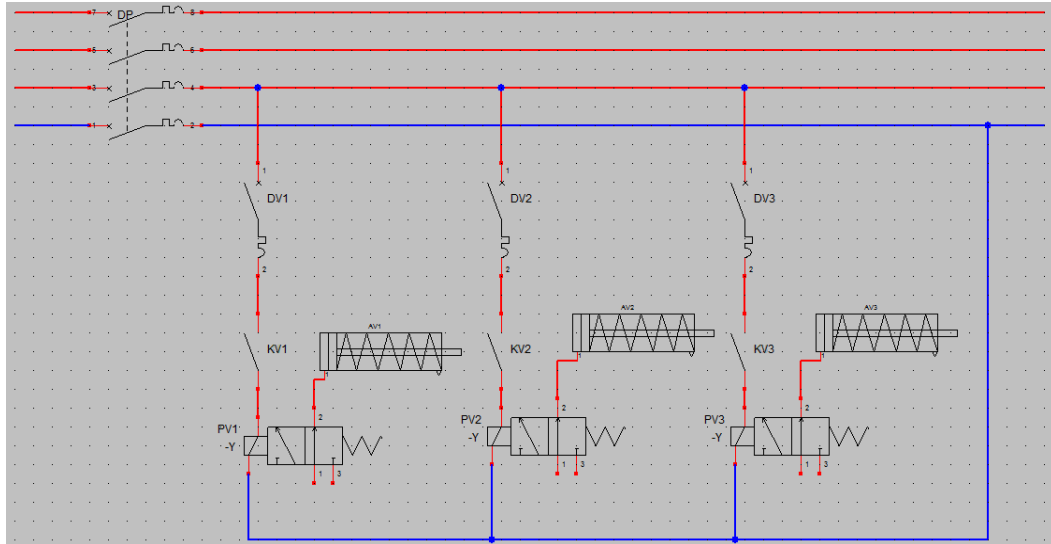 7 DP 8
5 6
3 4
1 2
1 1 1
DV1 DV2 DV3
2 2 2
AV1 AV2 AV3
KV1 KV2 KV3
1 1 1
2 2 2
PV1 PV2 PV3
-Y -Y -Y
1 3 1 3 1 3